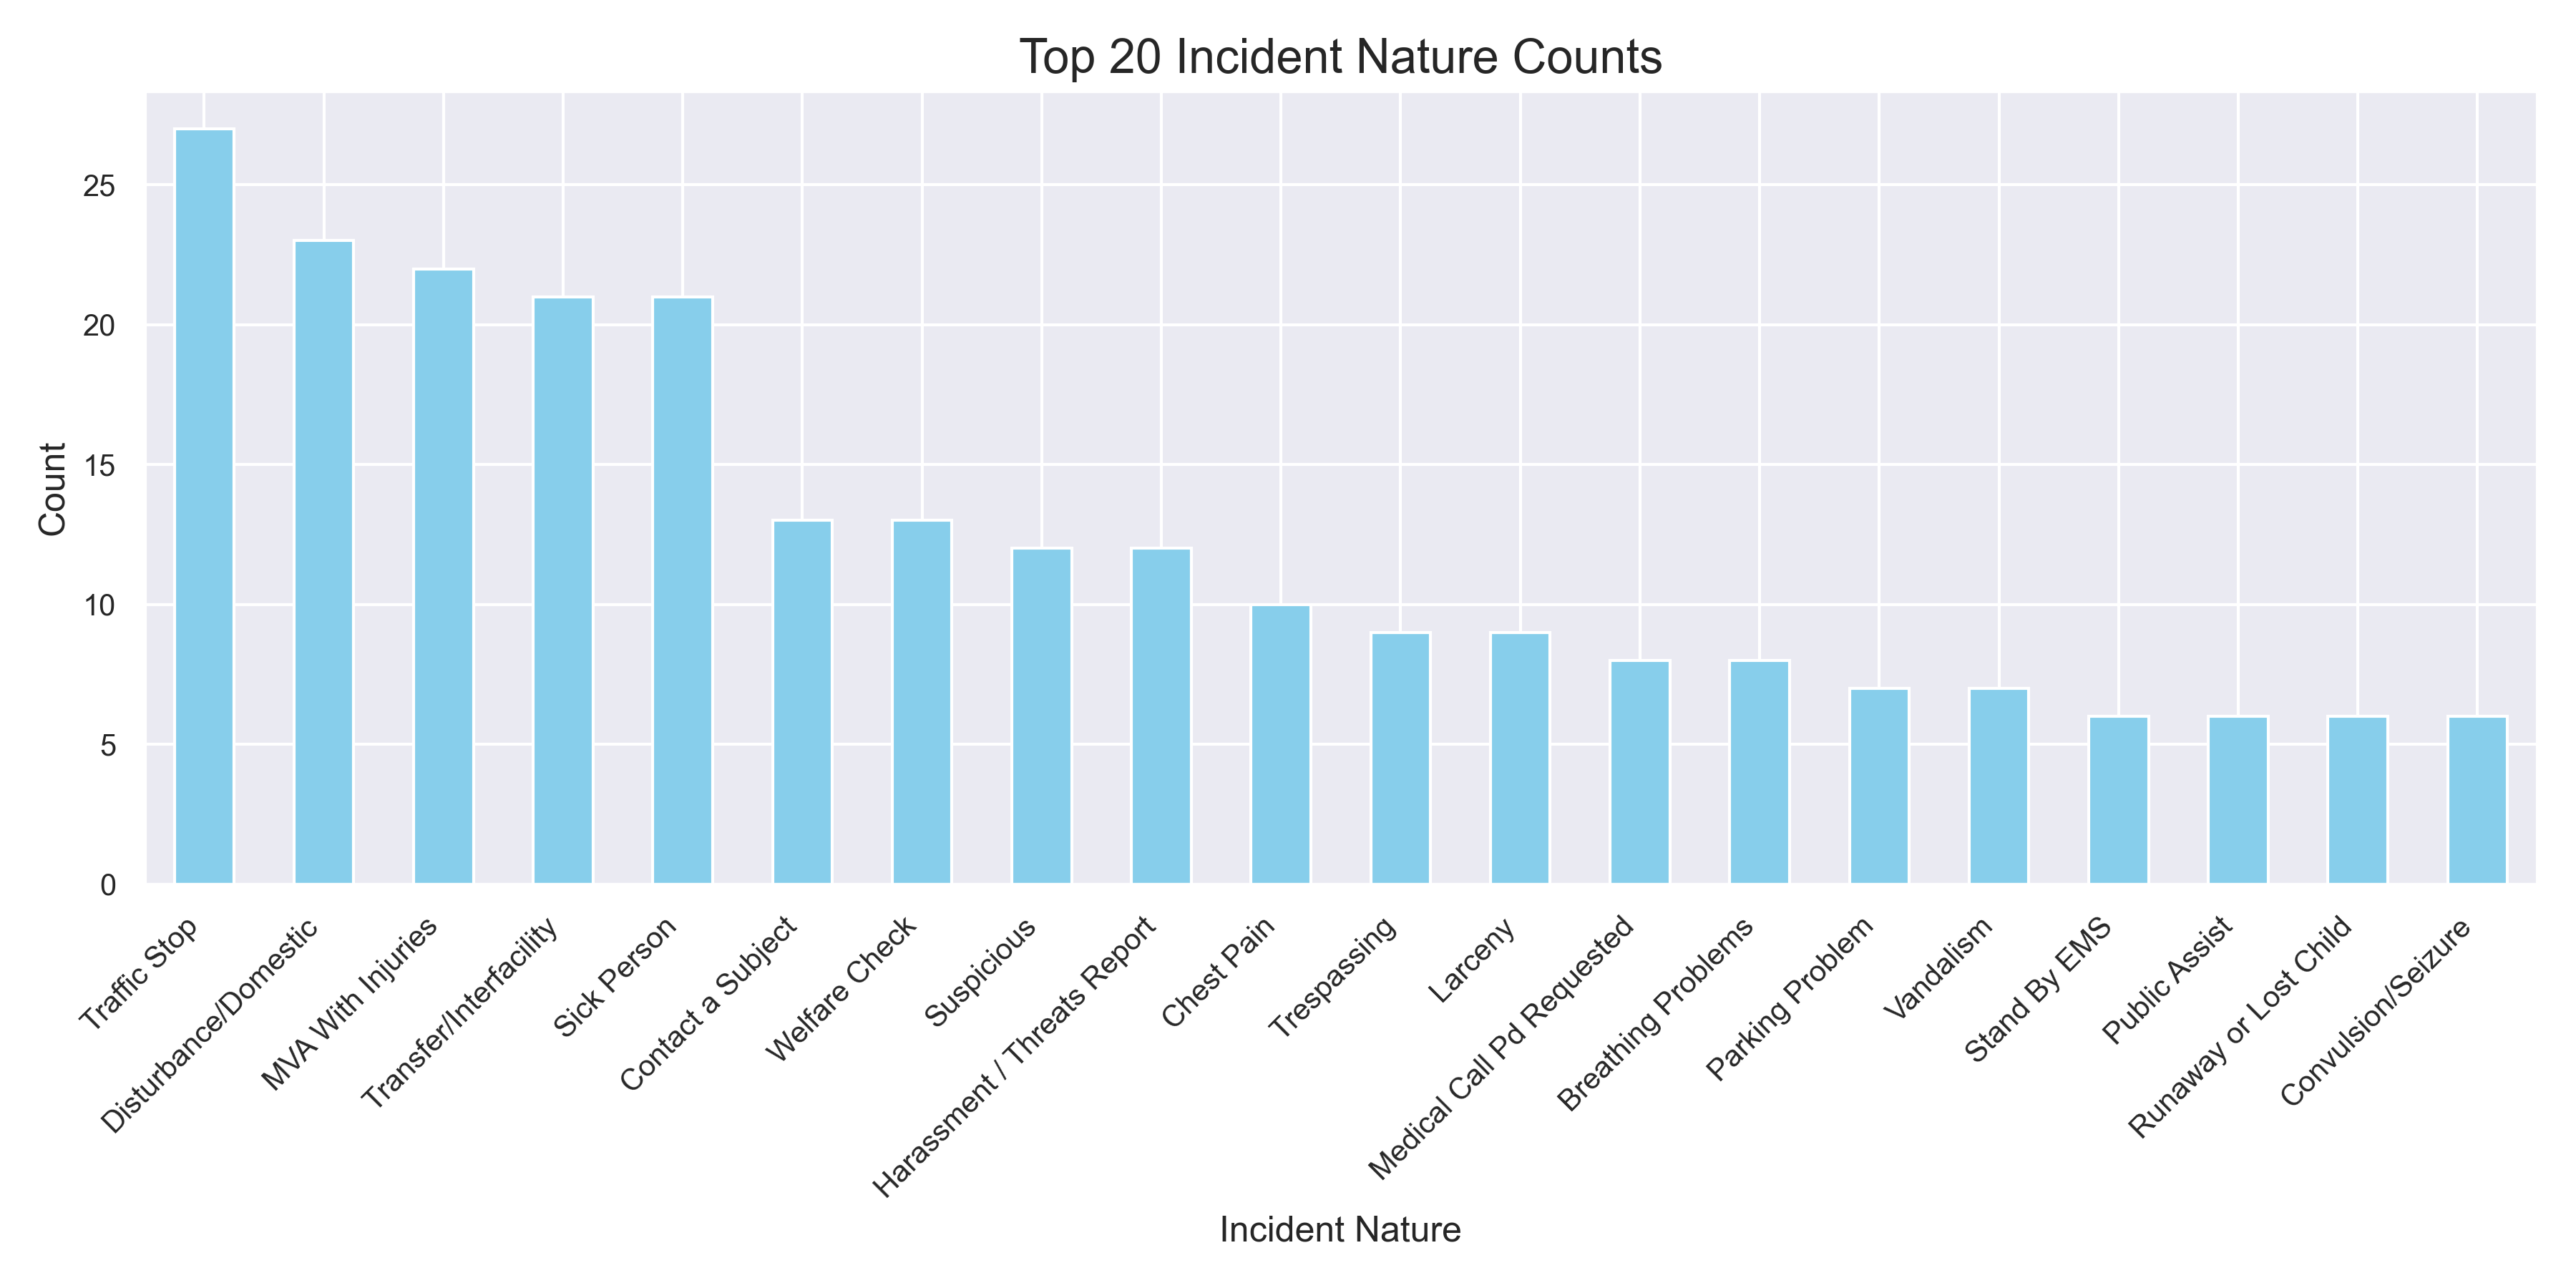 Top 20 Incident Nature Counts
Count
25
20
15
10
5
0
Traffic Stop
Disturbance/Domestic
MVA With Injuries
Transfer/Interfacility
Sick Person
Contact a Subject
Welfare Check
Suspicious
Harassment / Threats Report
Chest Pain
Trespassing
Larceny
Medical Call Pd Requested
Breathing Problems
Parking Problem
Vandalism
Stand By EMS
Public Assist
Runaway or Lost Child
Convulsion/Seizure
Incident Nature